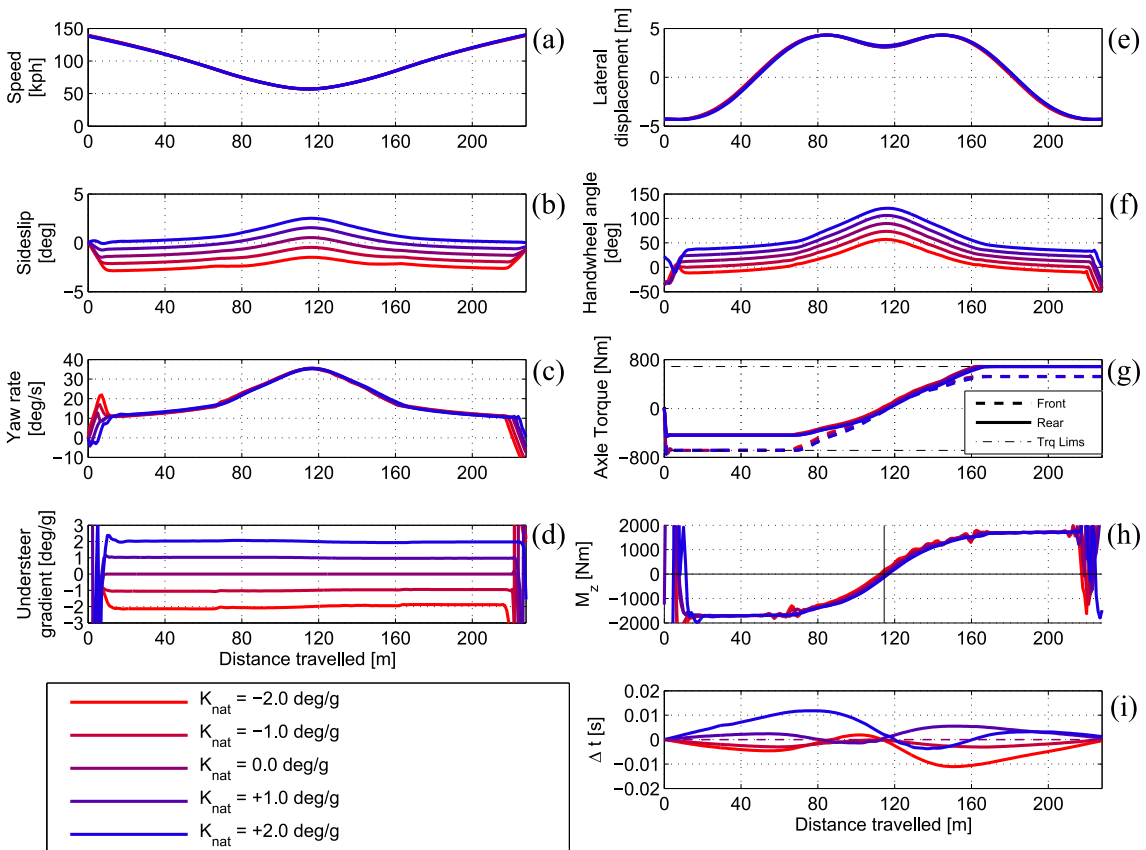 (a)
Speed
[kph]
150
100
50
0
0 40 80 120 160 200
(b)
Sideslip
[deg]
5
0
−5
0 40 80 120 160 200
(c)
Yaw rate
[deg/s]
40
30
20
10
0
−10
0 40 80 120 160 200
(d)
Understeer
gradient [deg/g]
3
2
1
0
−1
−2
−3
0 40 80 120 160 200
Distance travelled [m]
K_nat = −2.0 deg/g
K_nat = −1.0 deg/g
K_nat = 0.0 deg/g
K_nat = +1.0 deg/g
K_nat = +2.0 deg/g
(e)
Lateral
displacement [m]
5
0
−5
0 40 80 120 160 200
(f)
Handwheel angle
[deg]
150
100
50
0
−50
0 40 80 120 160 200
(g)
Axle Torque [Nm]
800
0
−800
Front
Rear
Trq Lims
0 40 80 120 160 200
(h)
M_z [Nm]
2000
1000
0
−1000
−2000
0 40 80 120 160 200
(i)
Δ t [s]
0.02
0.01
0
−0.01
−0.02
0 40 80 120 160 200
Distance travelled [m]